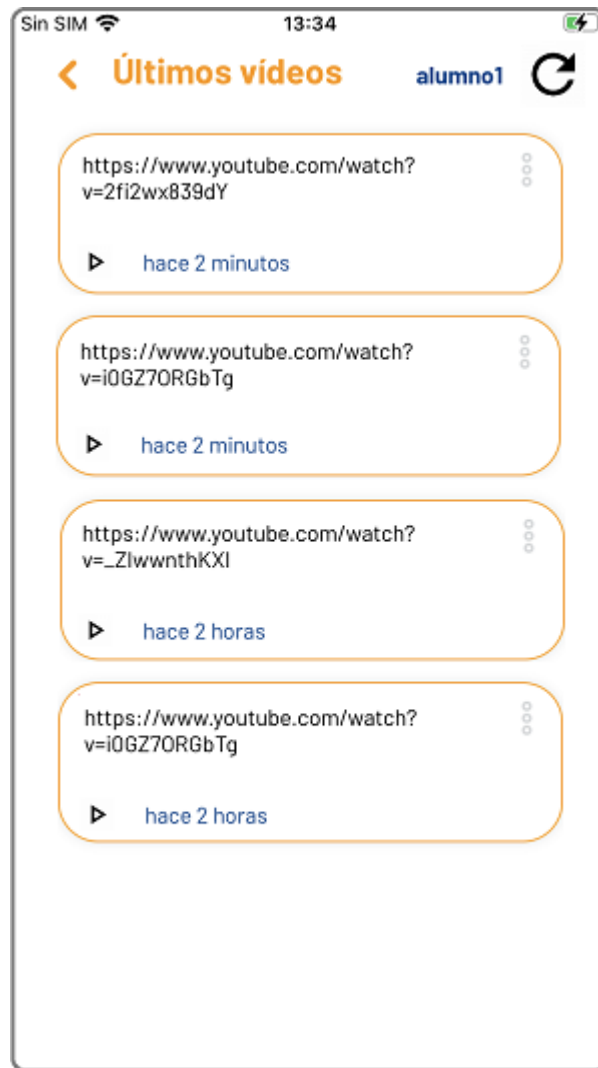 Sin SIM 13:34
Últimos vídeos alumno1
https://www.youtube.com/watch?
v=2fi2wx839dY
hace 2 minutos
https://www.youtube.com/watch?
v=i0GZ7ORGbTg
hace 2 minutos
https://www.youtube.com/watch?
v=_ZIwwnthKXI
hace 2 horas
https://www.youtube.com/watch?
v=i0GZ7ORGbTg
hace 2 horas